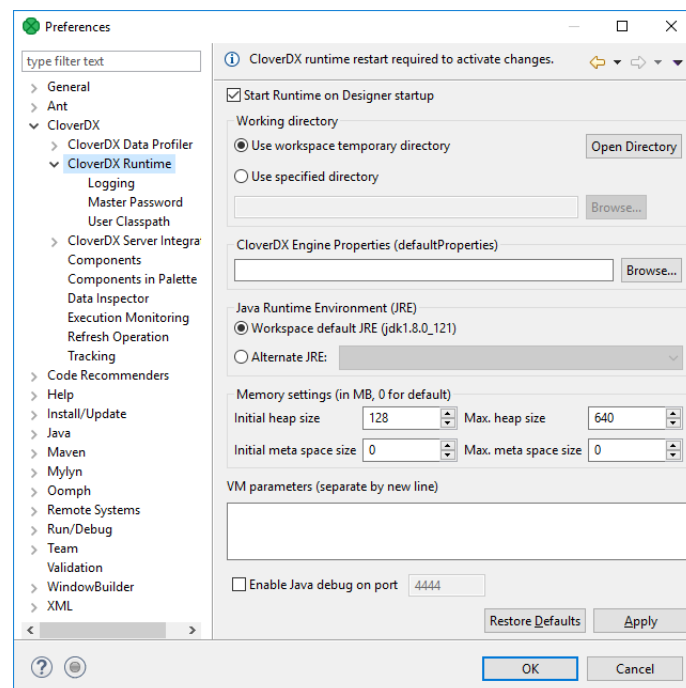 Preferences
type filter text
General
Ant
CloverDX
CloverDX Data Profiler
CloverDX Runtime
Logging
Master Password
User Classpath
CloverDX Server Integra
Components
Components in Palette
Data Inspector
Execution Monitoring
Refresh Operation
Tracking
Code Recommenders
Help
Install/Update
Java
Maven
Mylyn
Oomph
Remote Systems
Run/Debug
Team
Validation
WindowBuilder
XML
CloverDX runtime restart required to activate changes.
Start Runtime on Designer startup
Working directory
Use workspace temporary directory Open Directory
Use specified directory
Browse...
CloverDX Engine Properties (defaultProperties)
Browse...
Java Runtime Environment (JRE)
Workspace default JRE (jdk1.8.0_121)
Alternate JRE:
Memory settings (in MB, 0 for default)
Initial heap size 128 Max. heap size 640
Initial meta space size 0 Max. meta space size 0
VM parameters (separate by new line)
Enable Java debug on port 4444
Restore Defaults Apply
OK Cancel